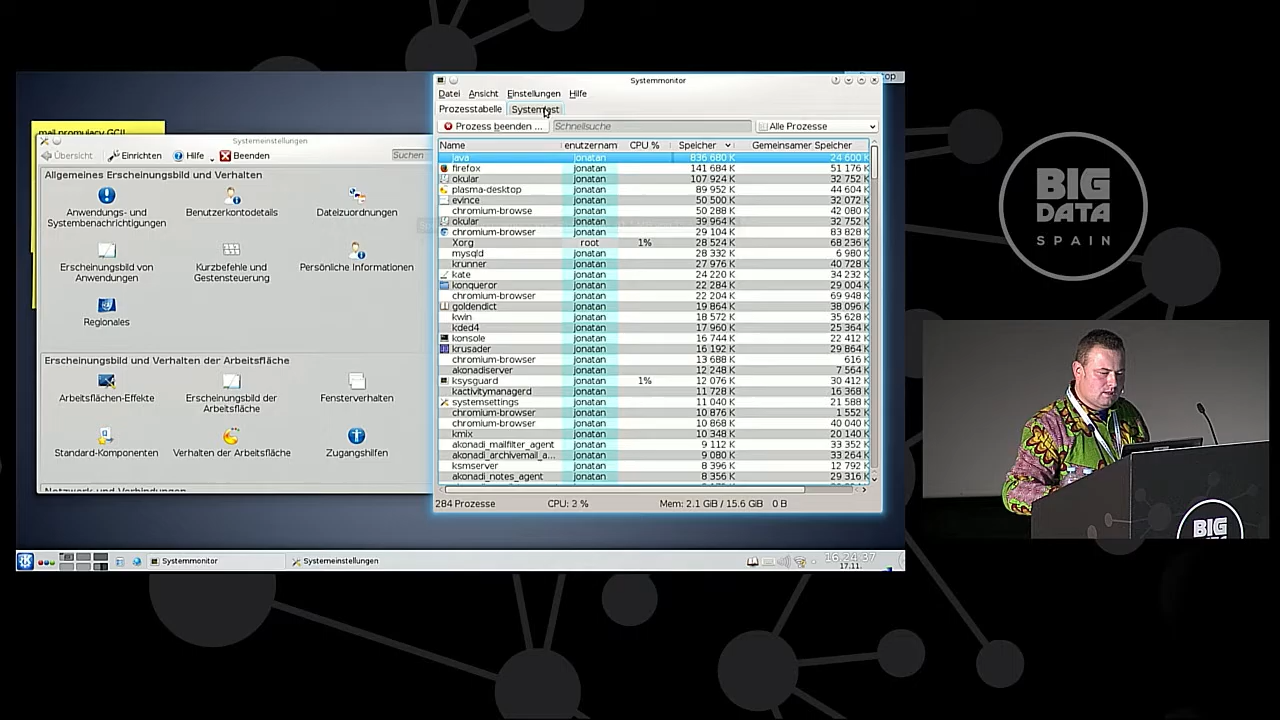 mail promulacy GCIL
Systemeinstellungen
Übersicht Einrichten Hilfe Beenden Suchen
Allgemeines Erscheinungsbild und Verhalten
Anwendungs- und Systembenachrichtigungen
Benutzerkontodetails
Dateizuordnungen
Erscheinungsbild von Anwendungen
Kurzbefehle und Gestensteuerung
Persönliche Informationen
Regionales
Erscheinungsbild und Verhalten der Arbeitsfläche
Arbeitsflächen-Effekte
Erscheinungsbild der Arbeitsfläche
Fensterverhalten
Standard-Komponenten
Verhalten der Arbeitsfläche
Zugangshilfen
Netzwerk und Verbindungen
Systemmonitor
Datei Ansicht Einstellungen Hilfe
Prozesstabelle Systemlast
Prozess beenden ... Schnellsuche Alle Prozesse
Name enutzernam CPU % Speicher Gemeinsamer Speicher
java jonatan 836 680 K 24 600 K
firefox jonatan 141 684 K 51 176 K
okular jonatan 107 924 K 32 752 K
plasma-desktop jonatan 89 952 K 44 604 K
evince jonatan 50 500 K 32 072 K
chromium-browse jonatan 50 288 K 42 080 K
okular jonatan 39 964 K 32 752 K
chromium-browser jonatan 29 104 K 83 828 K
Xorg root 1% 28 524 K 68 236 K
mysqld jonatan 28 332 K 6 980 K
krunner jonatan 27 976 K 40 728 K
kate jonatan 24 220 K 34 232 K
konqueror jonatan 22 284 K 29 004 K
chromium-browser jonatan 22 204 K 69 948 K
goldendict jonatan 19 864 K 38 096 K
kwin jonatan 18 572 K 35 628 K
kded4 jonatan 17 960 K 25 364 K
konsole jonatan 16 744 K 22 412 K
krusader jonatan 16 192 K 29 864 K
chromium-browser jonatan 13 688 K 616 K
akonadiserver jonatan 12 248 K 7 564 K
ksysguard jonatan 1% 12 076 K 30 412 K
kactivitymanagerd jonatan 11 728 K 16 368 K
systemsettings jonatan 11 040 K 21 588 K
chromium-browser jonatan 10 876 K 1 552 K
chromium-browser jonatan 10 868 K 40 040 K
kmix jonatan 10 348 K 20 140 K
akonadi_mailfilter_agent jonatan 9 112 K 33 352 K
akonadi_archivemail_a... jonatan 9 080 K 33 264 K
ksmserver jonatan 8 396 K 12 792 K
akonadi_notes_agent jonatan 8 356 K 29 316 K
284 Prozesse CPU: 3 % Mem: 2.1 GiB / 15.6 GiB 0 B
Systemmonitor Systemeinstellungen 16:24:37
17.11.
BIG
DATA
SPAIN
BIG